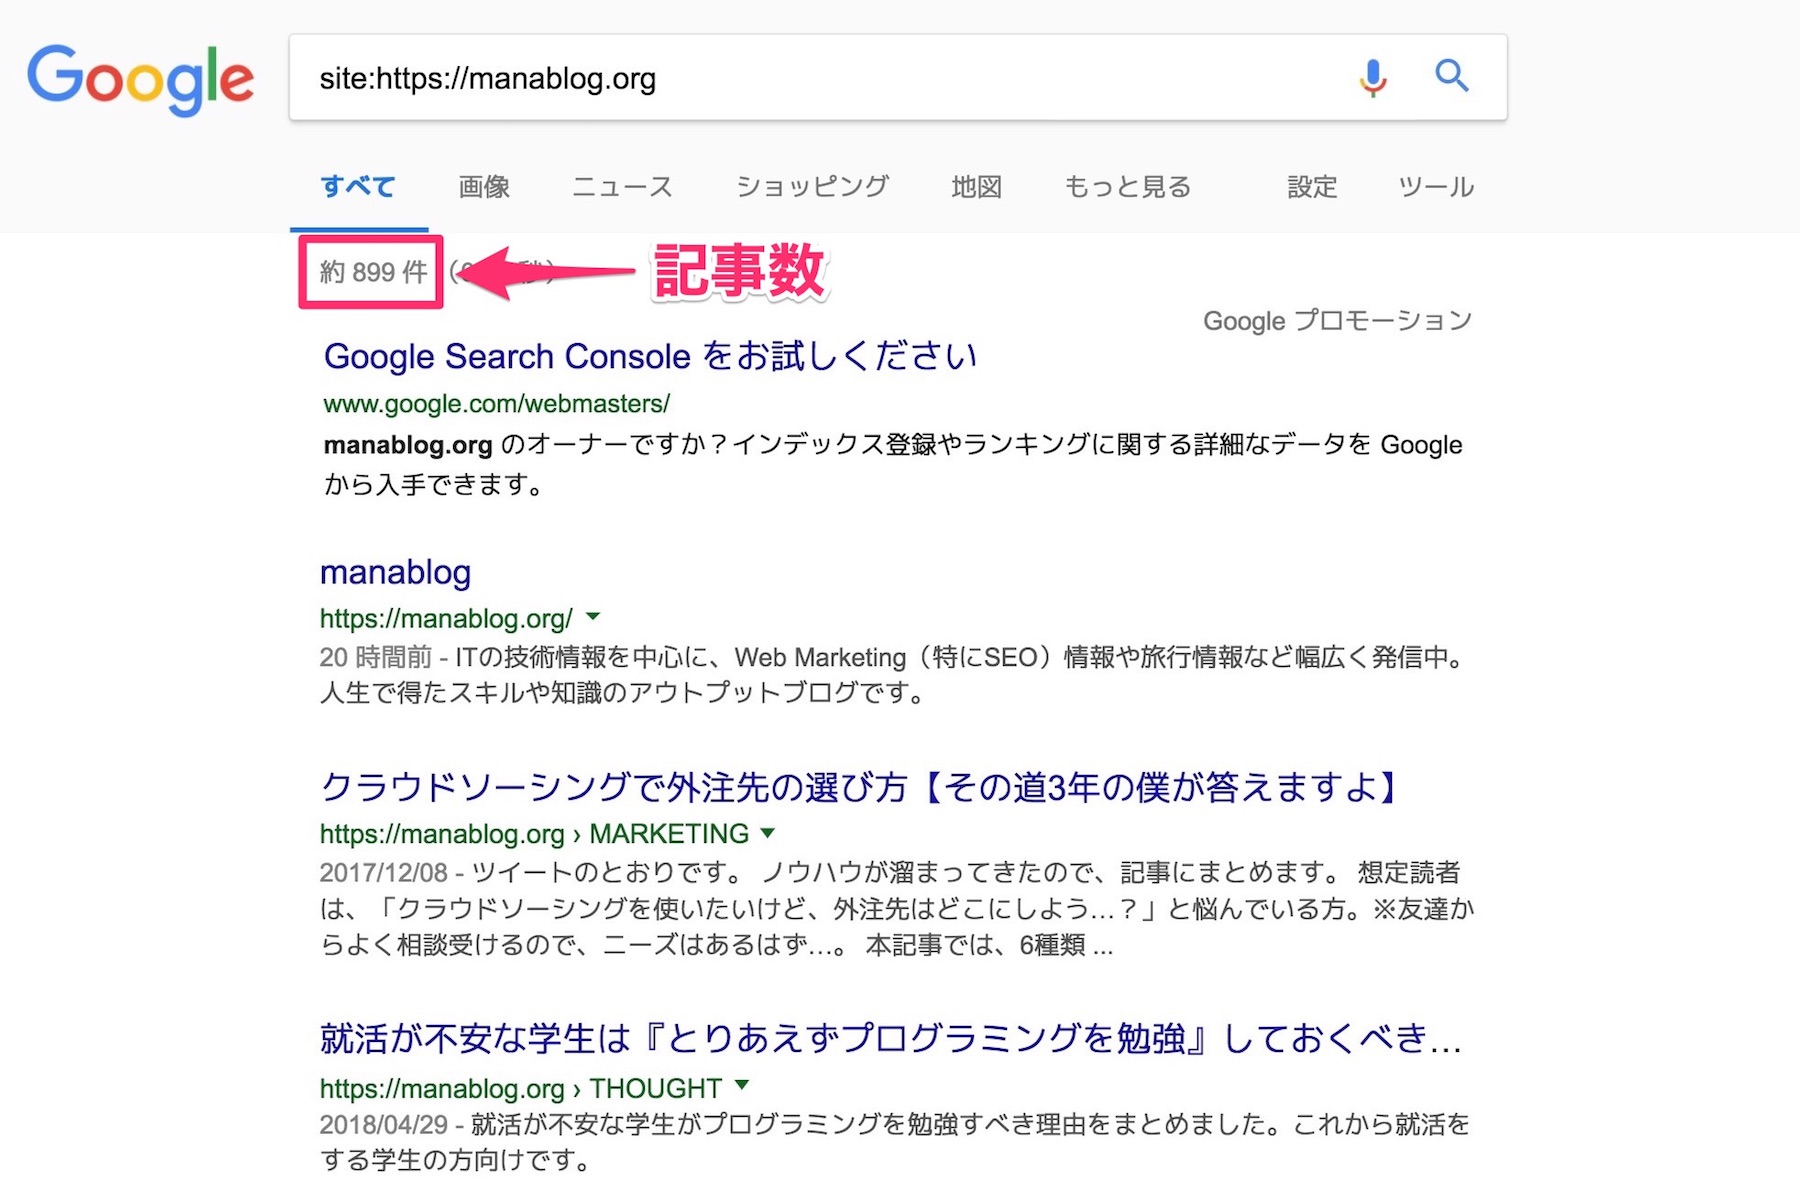 Google
site:https://manablog.org
すべて 画像 ニュース ショッピング 地図 もっと見る 設定 ツール
約 899 件 秒） 記事数
Google プロモーション
Google Search Console をお試しください
www.google.com/webmasters/
manablog.org のオーナーですか？インデックス登録やランキングに関する詳細なデータを Google
から入手できます。
manablog
https://manablog.org/
20 時間前 - ITの技術情報を中心に、Web Marketing（特にSEO）情報や旅行情報など幅広く発信中。
人生で得たスキルや知識のアウトプットブログです。
クラウドソーシングで外注先の選び方【その道3年の僕が答えますよ】
https://manablog.org › MARKETING
2017/12/08 - ツイートのとおりです。 ノウハウが溜まってきたので、記事にまとめます。 想定読者
は、「クラウドソーシングを使いたいけど、外注先はどこにしよう…？」と悩んでいる方。※友達か
らよく相談受けるので、ニーズはあるはず…。 本記事では、6種類 ...
就活が不安な学生は『とりあえずプログラミングを勉強』しておくべき…
https://manablog.org › THOUGHT
2018/04/29 - 就活が不安な学生がプログラミングを勉強すべき理由をまとめました。これから就活を
する学生の方向けです。